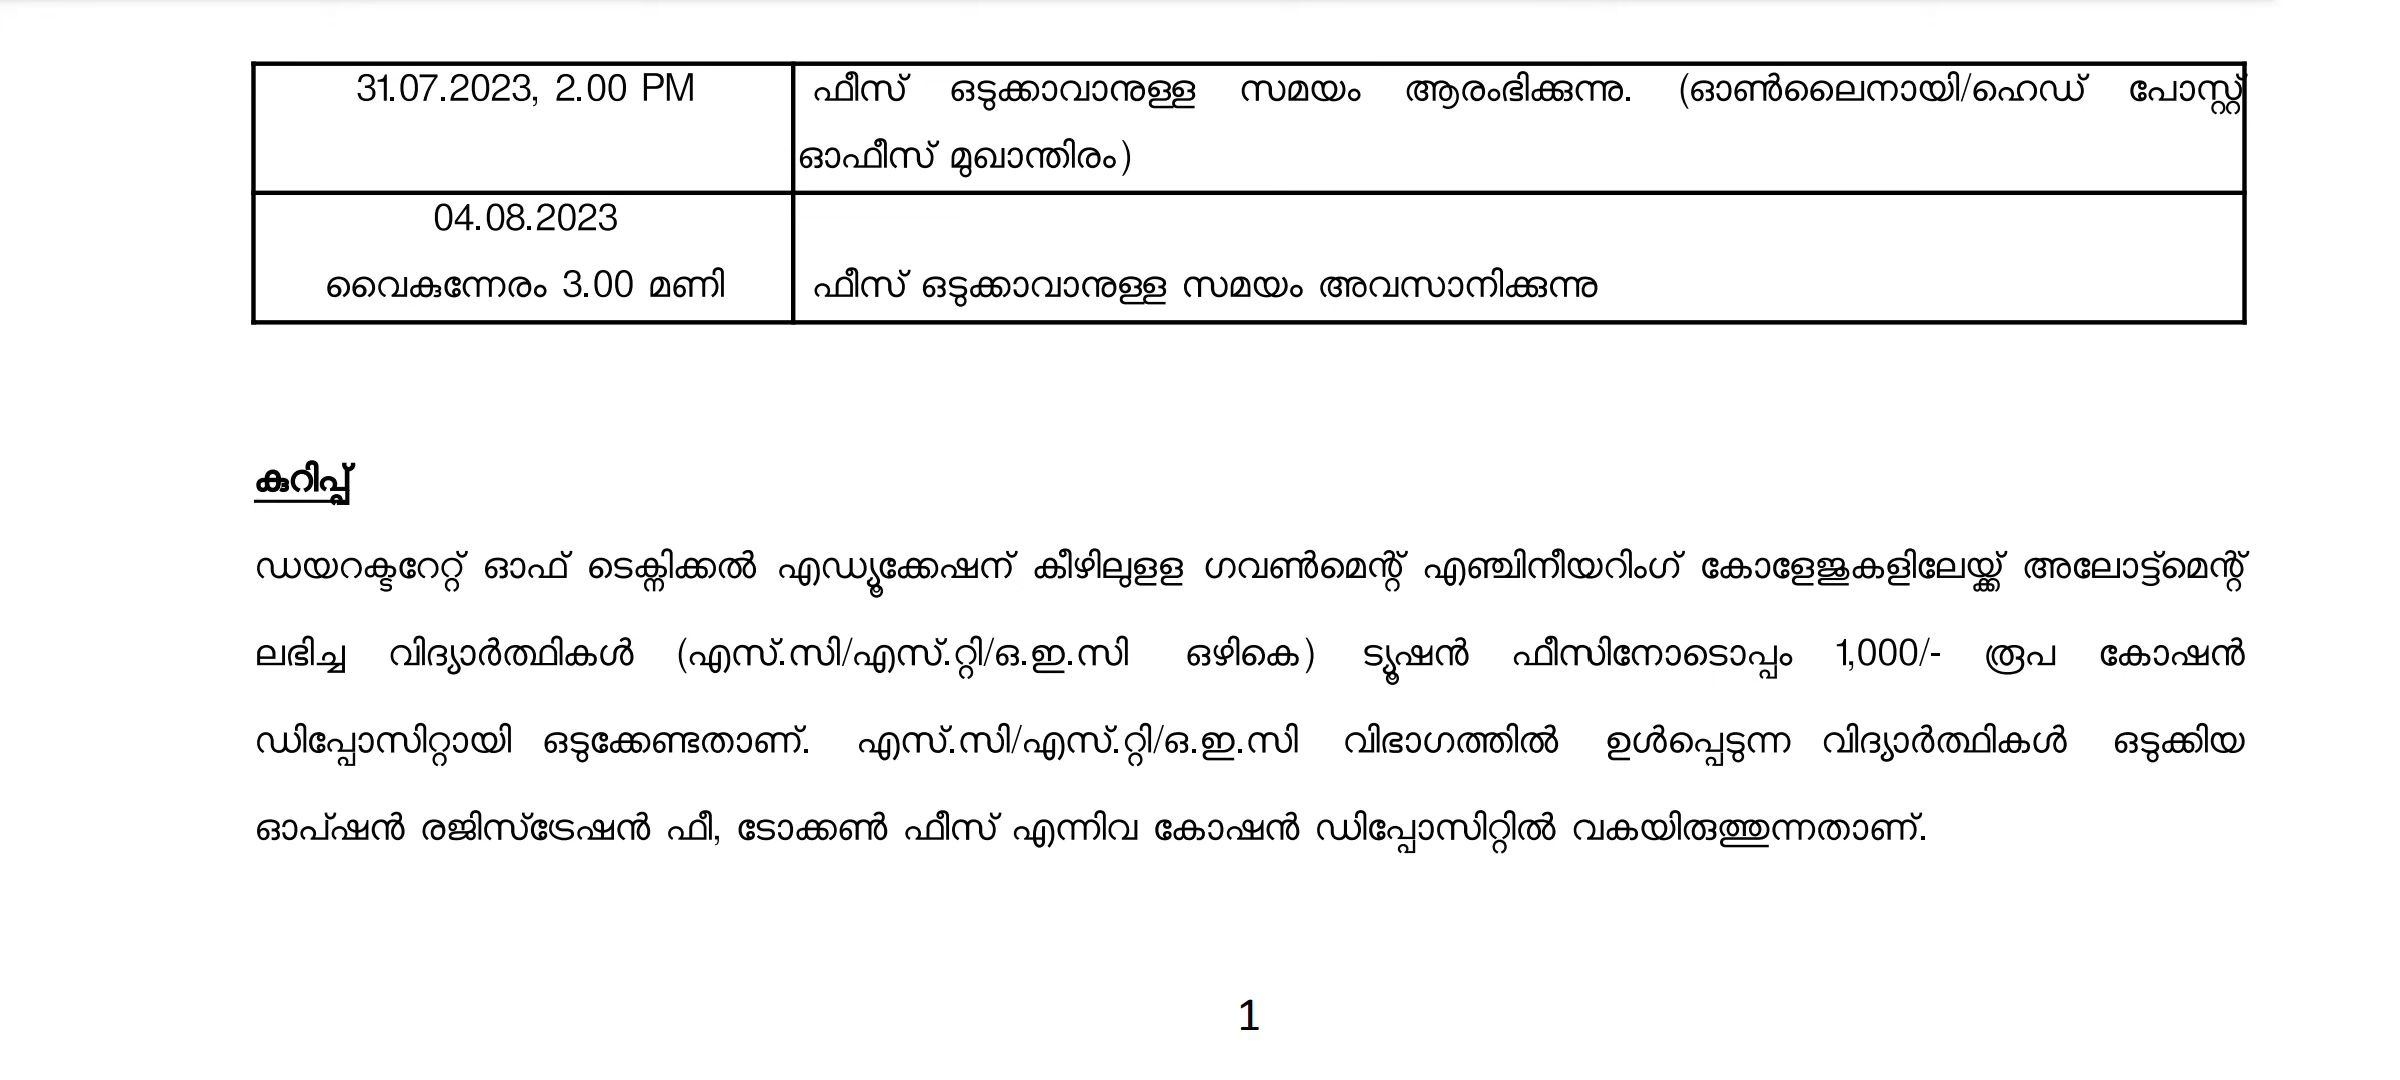 31.07.2023, 2.00 PM
ഫീസ് ഒടുക്കാവാനുള്ള സമയം ആരംഭിക്കുന്നു. (ഓൺലൈനായി/ഹെഡ് പോസ്റ്റ്
ഓഫീസ് മുഖാന്തിരം)
04.08.2023
വൈകുന്നേരം 3.00 മണി
ഫീസ് ഒടുക്കാവാനുള്ള സമയം അവസാനിക്കുന്നു
കുറിപ്പ്
ഡയറക്ടറേറ്റ് ഓഫ് ടെക്നിക്കൽ എഡ്യൂക്കേഷന് കീഴിലുളള ഗവൺമെന്റ് എഞ്ചിനീയറിംഗ് കോളേജുകളിലേയ്ക്ക് അലോട്ട്മെന്റ്
ലഭിച്ച വിദ്യാർത്ഥികൾ (എസ്.സി/എസ്.റ്റി/ഒ.ഇ.സി ഒഴികെ) ട്യൂഷൻ ഫീസിനോടൊപ്പം 1,000/- രൂപ കോഷൻ
ഡിപ്പോസിറ്റായി ഒടുക്കേണ്ടതാണ്. എസ്.സി/എസ്.റ്റി/ഒ.ഇ.സി വിഭാഗത്തിൽ ഉൾപ്പെടുന്ന വിദ്യാർത്ഥികൾ ഒടുക്കിയ
ഓപ്ഷൻ രജിസ്ട്രേഷൻ ഫീ, ടോക്കൺ ഫീസ് എന്നിവ കോഷൻ ഡിപ്പോസിറ്റിൽ വകയിരുത്തുന്നതാണ്.
1